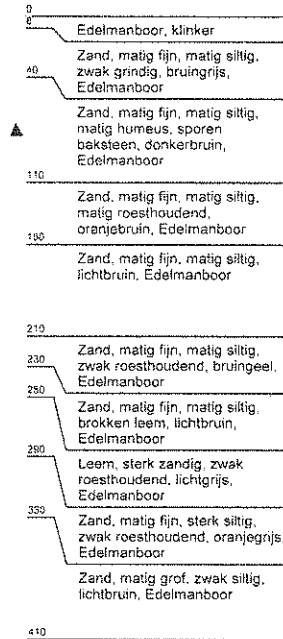 0
8
Edelmanboor, klinker
Zand, matig fijn, matig siltig,
zwak grindig, bruingrijs,
40
Edelmanboor
Zand, matig fijn, matig siltig,
matig humeus, sporen
baksteen, donkerbruin,
Edelmanboor
110
Zand, matig fijn, matig siltig,
matig roesthoudend,
oranjebruin, Edelmanboor
Zand, matig fijn, matig siltig,
lichtbruin, Edelmanboor
210
Zand, matig fijn, matig siltig,
230
zwak roesthoudend, bruingeel,
Edelmanboor
250
Zand, matig fijn, matig siltig,
brokken leem, lichtbruin,
Edelmanboor
290
Leem, sterk zandig, zwak
roesthoudend, lichtgrijs,
Edelmanboor
330
Zand, matig fijn, sterk siltig,
zwak roesthoudend, oranjegrijs,
Edelmanboor
Zand, matig grof, zwak siltig,
lichtbruin, Edelmanboor
410